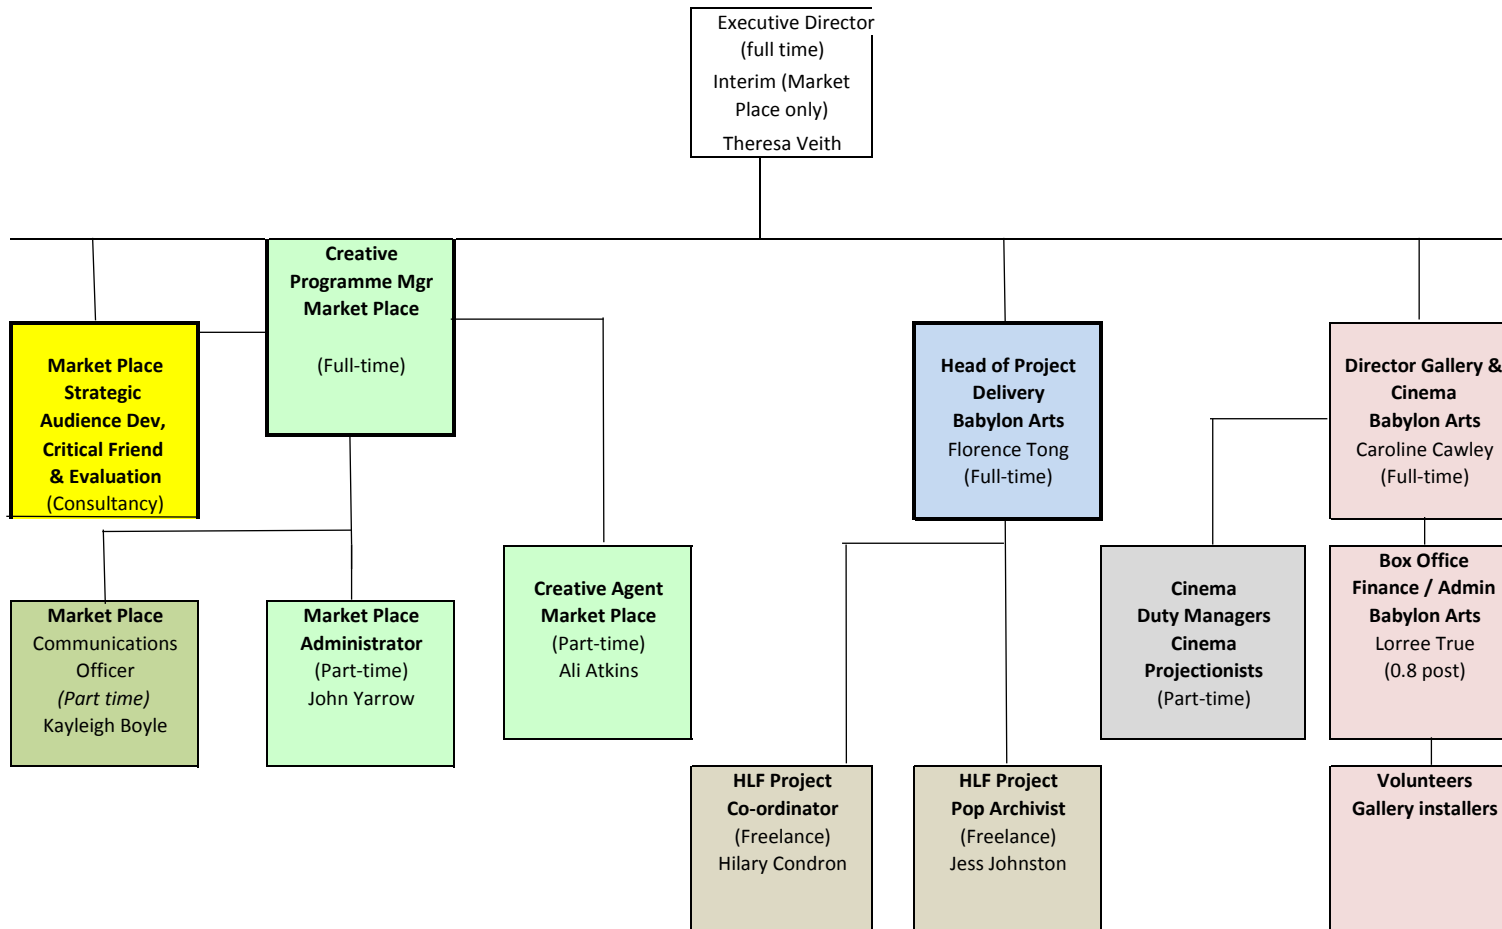 Executive Director
(full time)
Interim (Market
Place only)
Theresa Veith
Creative
Programme Mgr
Market Place
(Full-time)
Market Place
Strategic
Audience Dev,
Critical Friend
& Evaluation
(Consultancy)
Head of Project
Delivery
Babylon Arts
Florence Tong
(Full-time)
Director Gallery &
Cinema
Babylon Arts
Caroline Cawley
(Full-time)
Market Place
Communications
Officer
(Part time)
Kayleigh Boyle
Market Place
Administrator
(Part-time)
John Yarrow
Creative Agent
Market Place
(Part-time)
Ali Atkins
Cinema
Duty Managers
Cinema
Projectionists
(Part-time)
Box Office
Finance / Admin
Babylon Arts
Lorree True
(0.8 post)
HLF Project
Co-ordinator
(Freelance)
Hilary Condron
HLF Project
Pop Archivist
(Freelance)
Jess Johnston
Volunteers
Gallery installers